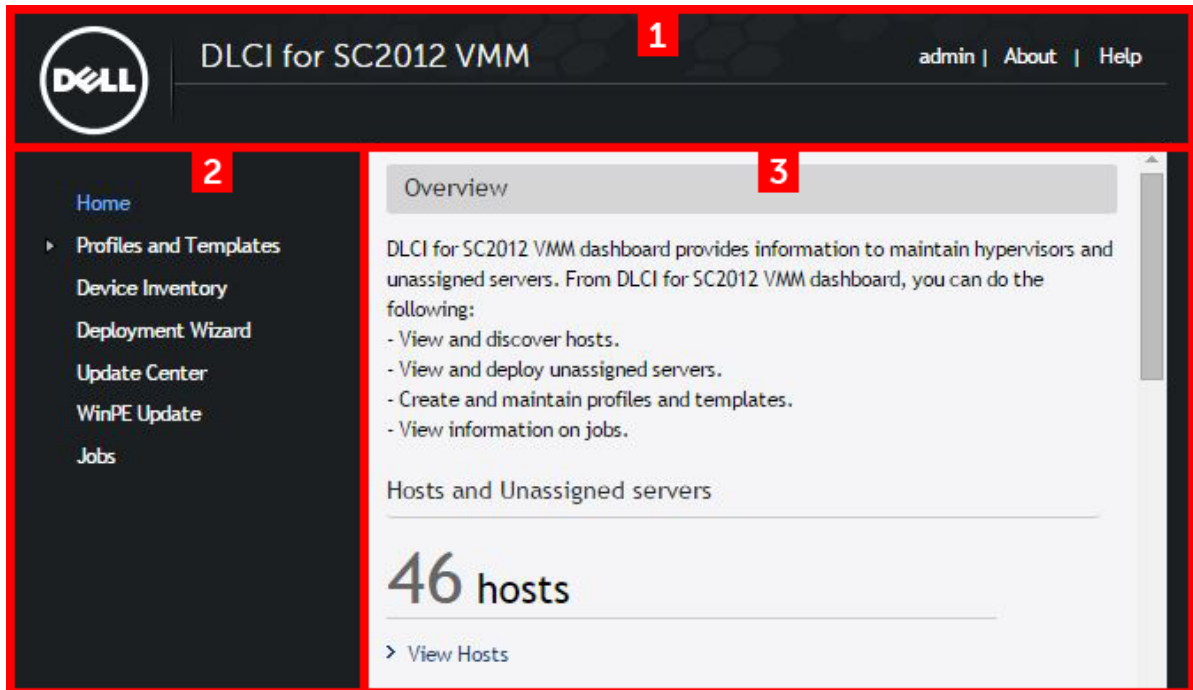 1
DELL
DLCI for SC2012 VMM
admin | About | Help
2
Home
Profiles and Templates
Device Inventory
Deployment Wizard
Update Center
WinPE Update
Jobs
3
Overview
DLCI for SC2012 VMM dashboard provides information to maintain hypervisors and
unassigned servers. From DLCI for SC2012 VMM dashboard, you can do the
following:
- View and discover hosts.
- View and deploy unassigned servers.
- Create and maintain profiles and templates.
- View information on jobs.
Hosts and Unassigned servers
46 hosts
> View Hosts